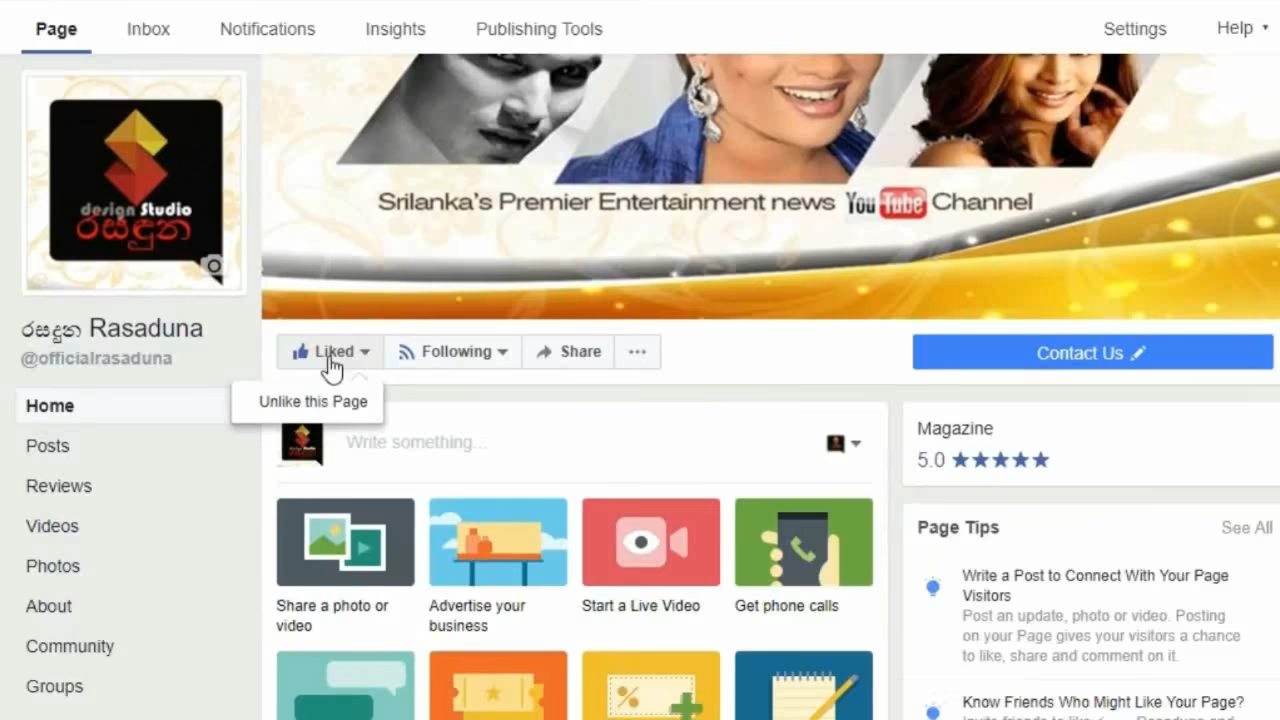 Page Inbox Notifications Insights Publishing Tools Settings Help
design Studio
රසදුන
Srilanka's Premier Entertainment news YouTube Channel
රසදුන Rasaduna
@officialrasaduna
Liked Following Share ... Contact Us
Unlike this Page
Home
Posts
Reviews
Videos
Photos
About
Community
Groups
Write something...
Share a photo or
video
Advertise your
business
Start a Live Video
Get phone calls
Magazine
5.0 ★★★★★
Page Tips See All
Write a Post to Connect With Your Page
Visitors
Post an update, photo or video. Posting
on your Page gives your visitors a chance
to like, share and comment on it.
Know Friends Who Might Like Your Page?